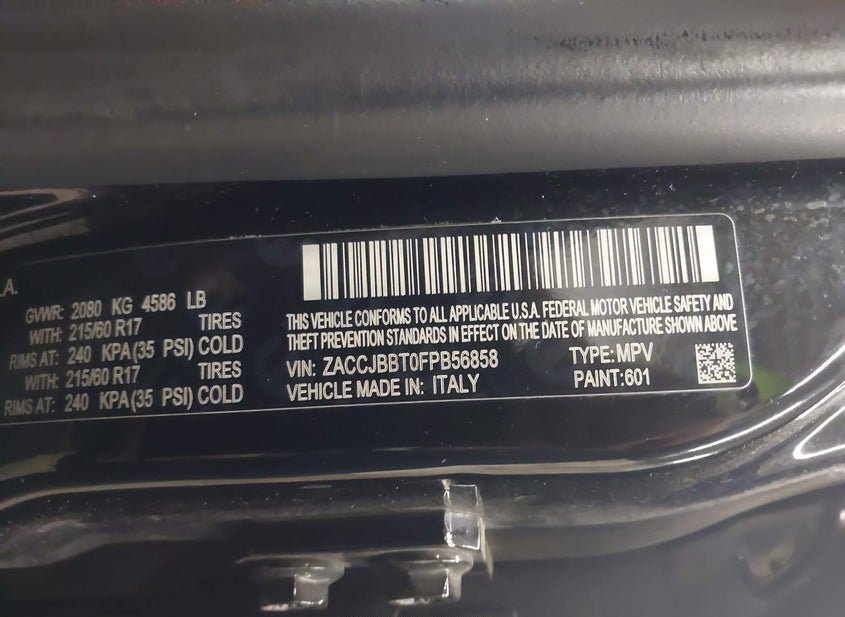 .A.
GVWR: 2080 KG 4586 LB
WITH: 215/60 R17 TIRES
RIMS AT: 240 KPA(35 PSI) COLD
WITH: 215/60 R17 TIRES
RIMS AT: 240 KPA(35 PSI) COLD
THIS VEHICLE CONFORMS TO ALL APPLICABLE U.S.A. FEDERAL MOTOR VEHICLE SAFETY AND
THEFT PREVENTION STANDARDS IN EFFECT ON THE DATE OF MANUFACTURE SHOWN ABOVE
VIN: ZACCJBBT0FPB56858 TYPE: MPV
VEHICLE MADE IN: ITALY PAINT:601